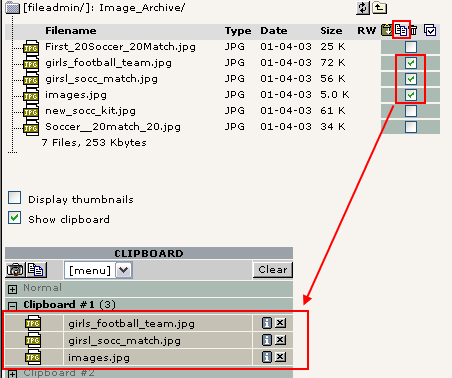 [fileadmin/]: Image_Archive/
Filename Type Date Size RW
JPG First_20Soccer_20Match.jpg JPG 01-04-03 25 K
JPG girls_football_team.jpg JPG 01-04-03 72 K
JPG girsl_socc_match.jpg JPG 01-04-03 56 K
JPG images.jpg JPG 01-04-03 5.0 K
JPG new_socc_kit.jpg JPG 01-04-03 61 K
JPG Soccer__20match_20.jpg JPG 01-04-03 34 K
7 Files, 253 Kbytes
Display thumbnails
Show clipboard
CLIPBOARD
[menu] Clear
Normal
Clipboard #1 (3)
JPG girls_football_team.jpg
JPG girsl_socc_match.jpg
JPG images.jpg
Clipboard #2